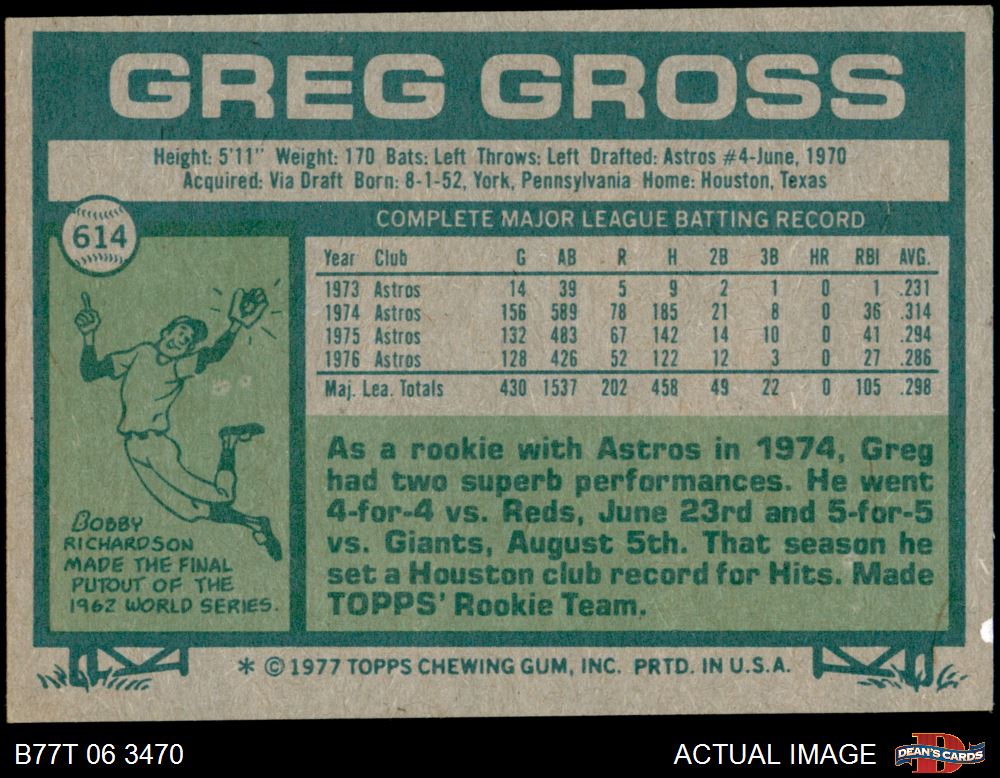 GREG GROSS
Height: 5'11" Weight: 170 Bats: Left Throws: Left Drafted: Astros #4-June, 1970
Acquired: Via Draft Born: 8-1-52, York, Pennsylvania Home: Houston, Texas
614
COMPLETE MAJOR LEAGUE BATTING RECORD
Year Club G AB R H 2B 3B HR RBI AVG.
1973 Astros 14 39 5 9 2 1 0 1 .231
1974 Astros 156 589 78 185 21 8 0 36 .314
1975 Astros 132 483 67 142 14 10 0 41 .294
1976 Astros 128 426 52 122 12 3 0 27 .286
Maj. Lea. Totals 430 1537 202 458 49 22 0 105 .298
As a rookie with Astros in 1974, Greg
had two superb performances. He went
4-for-4 vs. Reds, June 23rd and 5-for-5
vs. Giants, August 5th. That season he
set a Houston club record for Hits. Made
TOPPS' Rookie Team.
BOBBY
RICHARDSON
MADE THE FINAL
PUTOUT OF THE
1962 WORLD SERIES.
* © 1977 TOPPS CHEWING GUM, INC. PRTD. IN U.S.A.
B77T 06 3470
ACTUAL IMAGE
DEAN'S CARDS